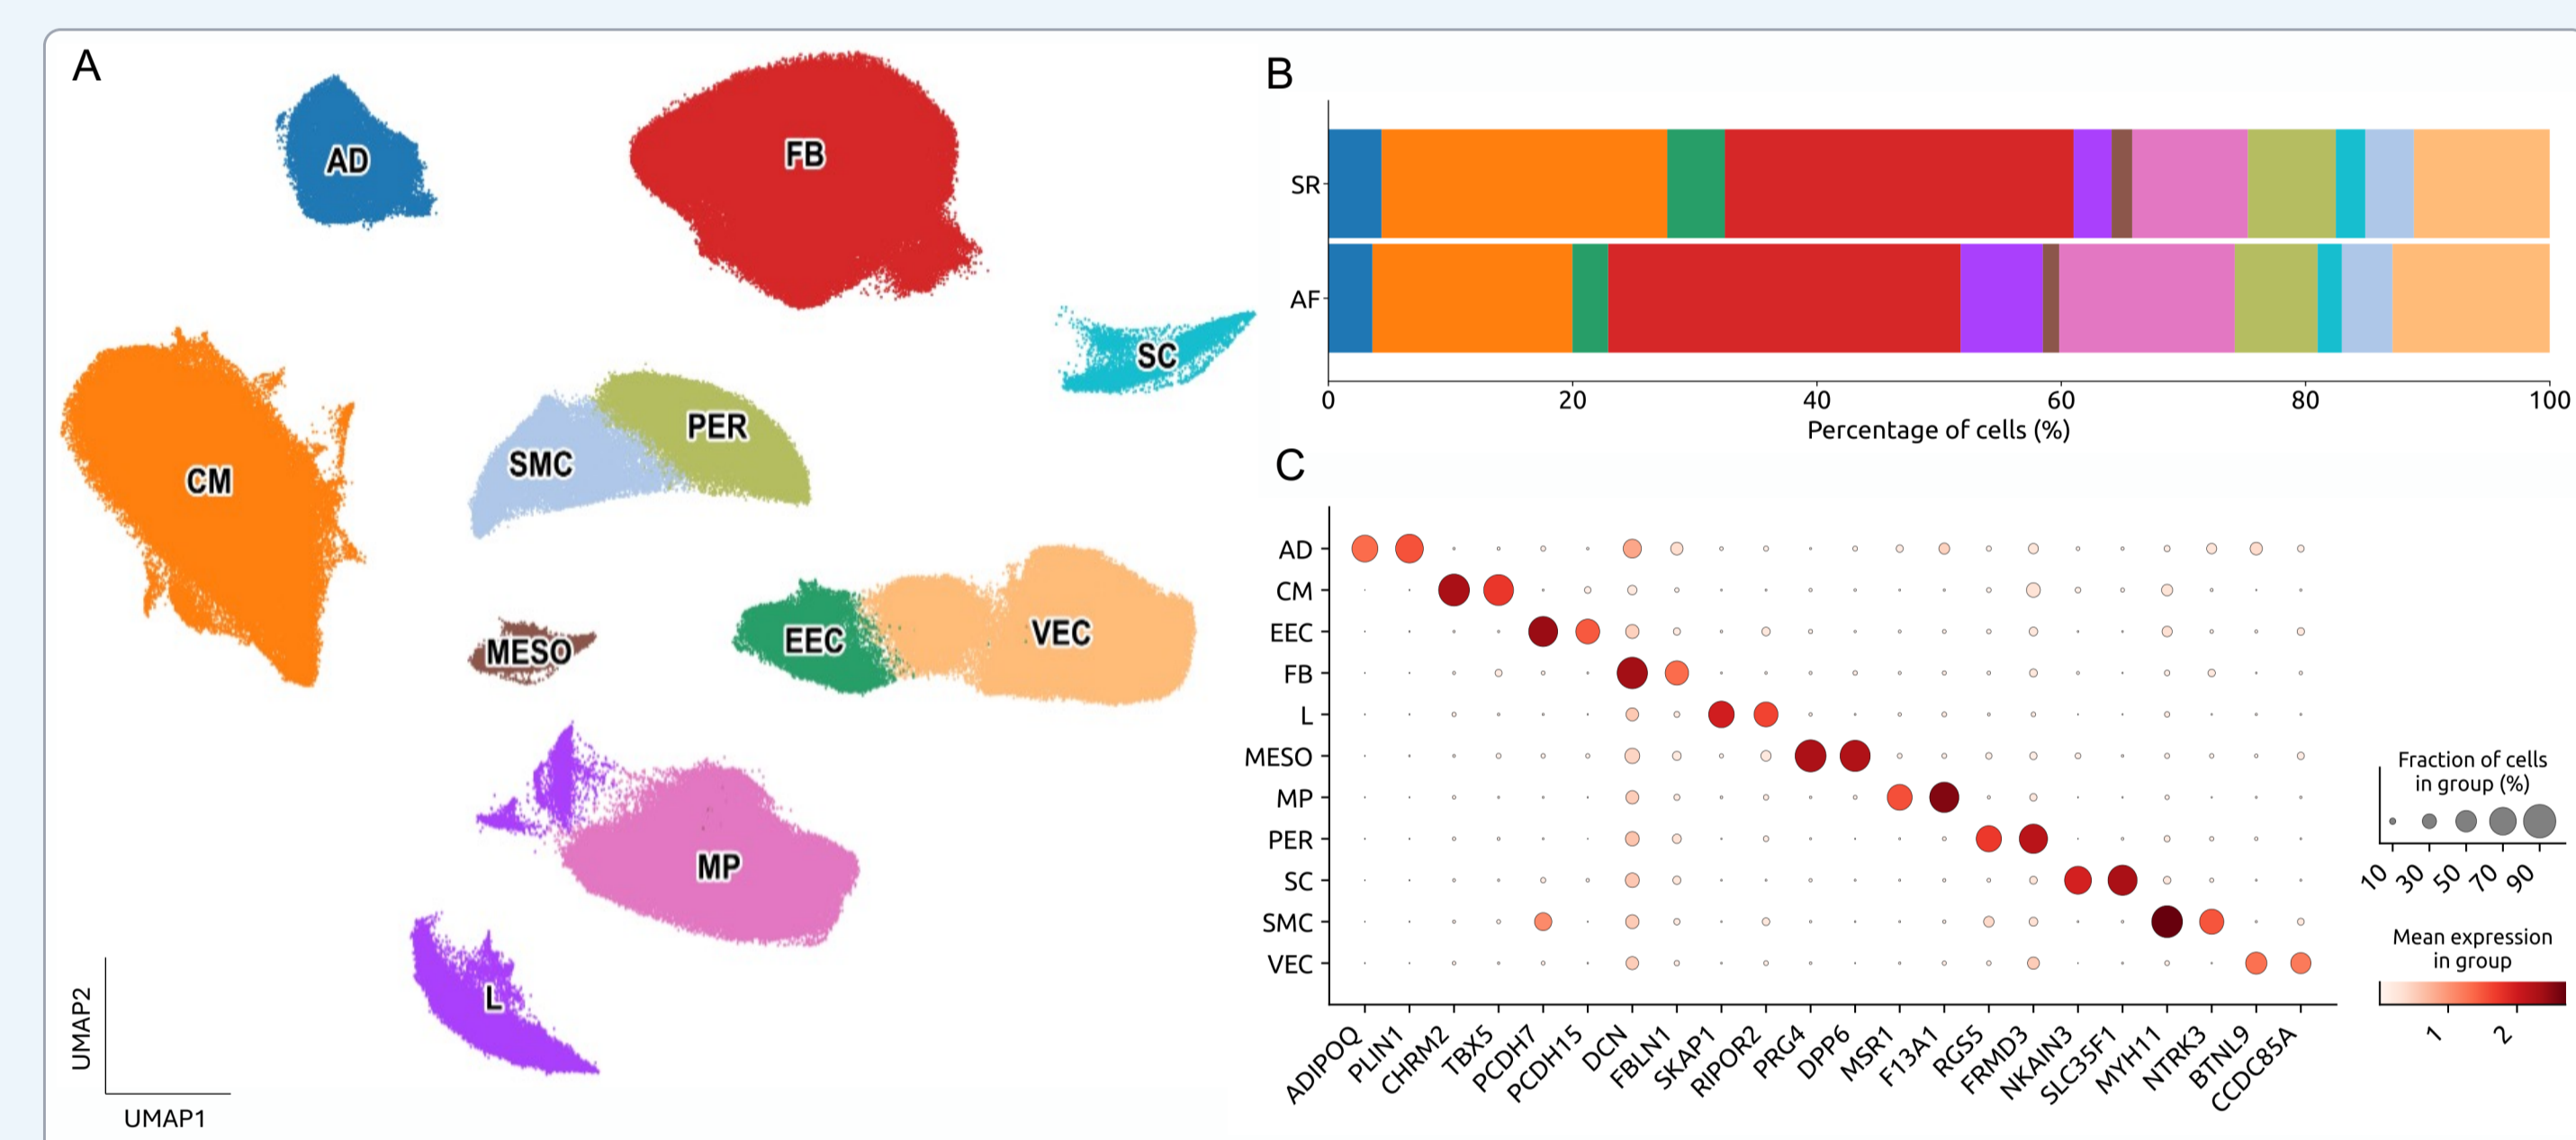 A
AD
FB
SC
CM
SMC
PER
MESO
EEC
VEC
MP
L
UMAP2
UMAP1
B
SR
AF
0 20 40 60 80 100
Percentage of cells (%)
C
AD
CM
EEC
FB
L
MESO
MP
PER
SC
SMC
VEC
ADIPOQ PLIN1 CHRM2 TBX5 PCDH7 PCDH15 DCN FBLN1 SKAP1 RIPOR2 PRG4 DPP6 MSR1 F13A1 RGS5 FRMD3 NKAIN3 SLC35F1 MYH11 NTRK3 BTNL9 CCDC85A
Fraction of cells
in group (%)
10 30 50 70 90
Mean expression
in group
1 2